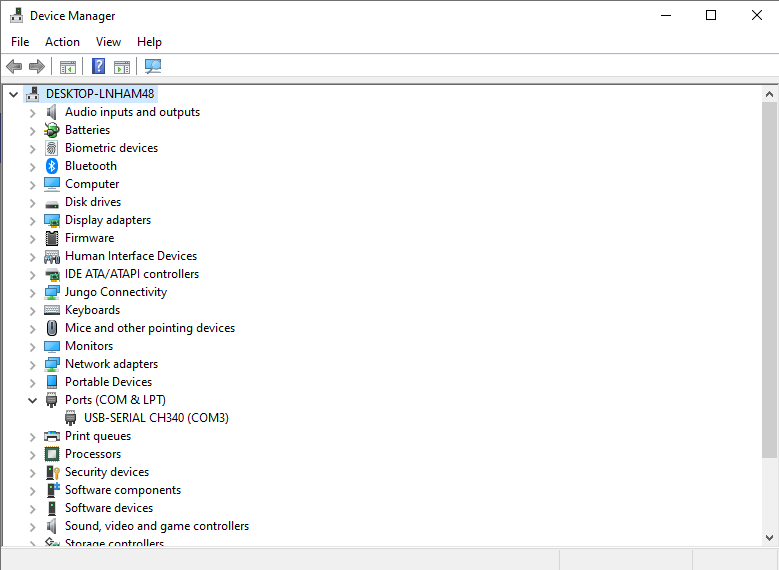 Device Manager
File Action View Help
DESKTOP-LNHAM48
Audio inputs and outputs
Batteries
Biometric devices
Bluetooth
Computer
Disk drives
Display adapters
Firmware
Human Interface Devices
IDE ATA/ATAPI controllers
Jungo Connectivity
Keyboards
Mice and other pointing devices
Monitors
Network adapters
Portable Devices
Ports (COM & LPT)
USB-SERIAL CH340 (COM3)
Print queues
Processors
Security devices
Software components
Software devices
Sound, video and game controllers
Storage controllers